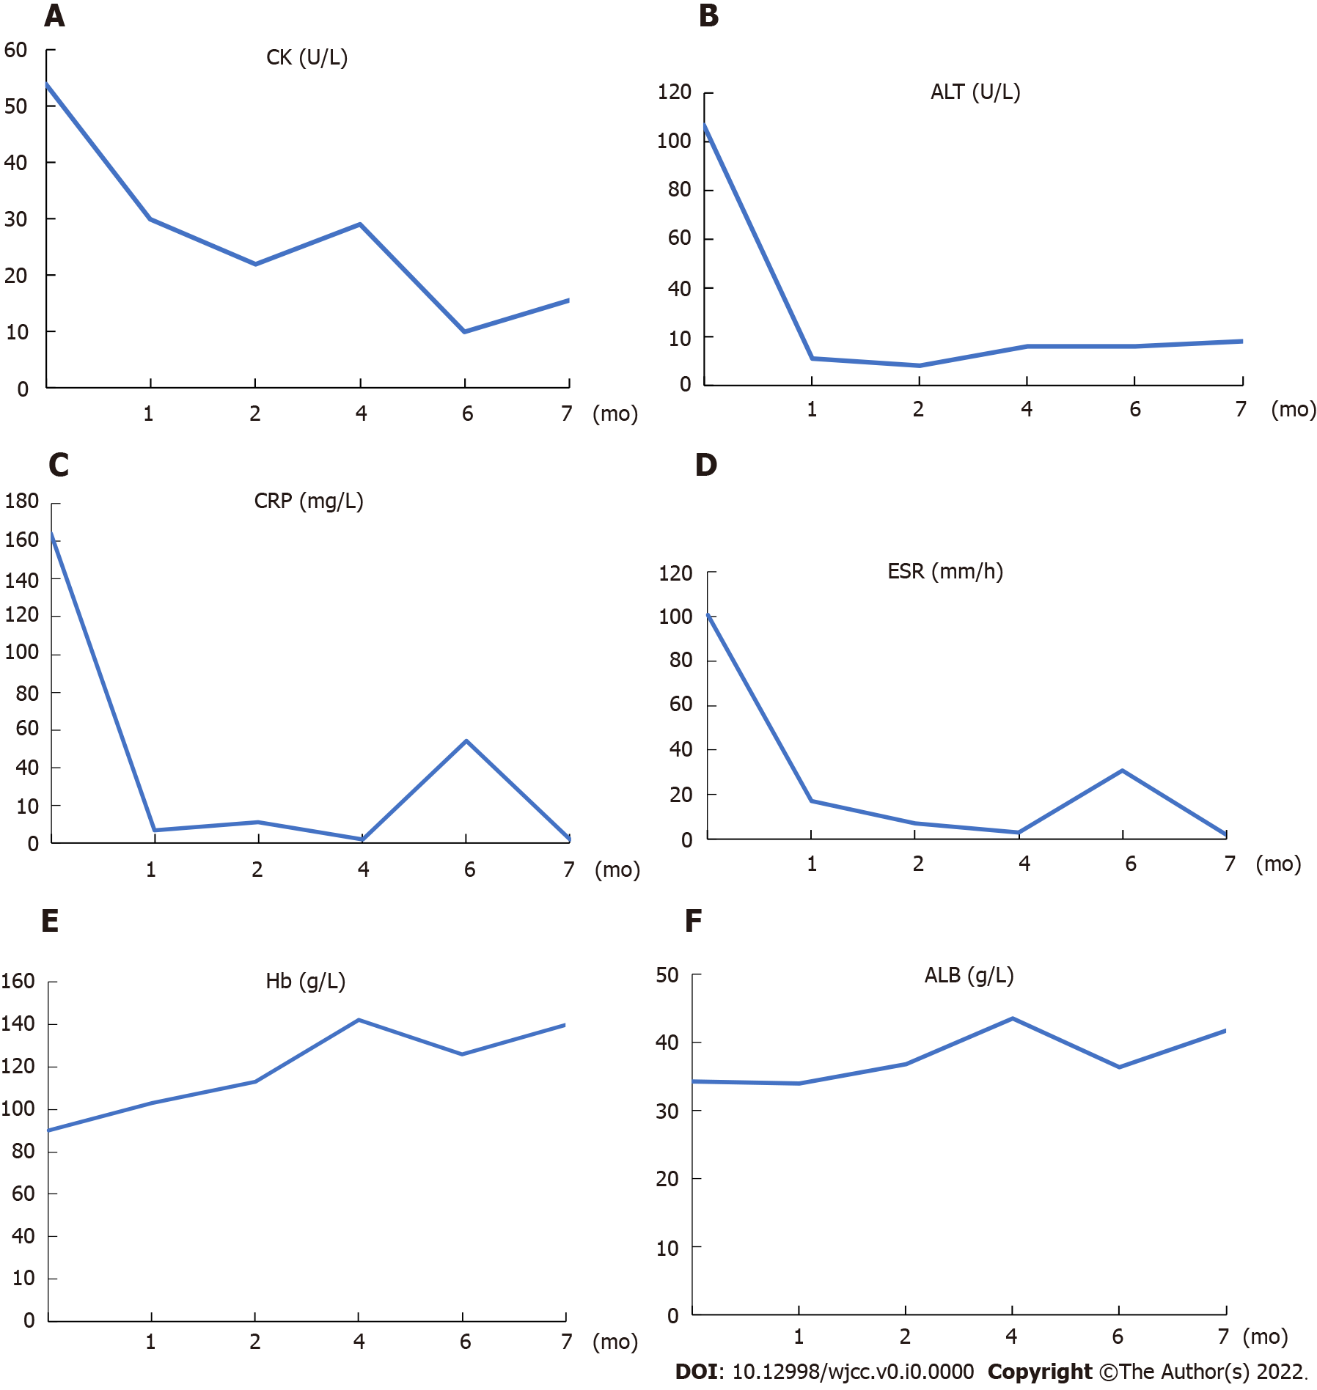 A
CK (U/L)
60
50
40
30
20
10
0
1 2 4 6 7 (mo)
B
ALT (U/L)
120
100
80
60
40
10
0
1 2 4 6 7 (mo)
C
CRP (mg/L)
180
160
140
120
100
80
60
40
10
0
1 2 4 6 7 (mo)
D
ESR (mm/h)
120
100
80
60
40
20
0
1 2 4 6 7 (mo)
E
Hb (g/L)
160
140
120
100
80
60
40
10
0
1 2 4 6 7 (mo)
F
ALB (g/L)
50
40
30
20
10
0
1 2 4 6 7 (mo)
DOI: 10.12998/wjcc.v0.i0.0000 Copyright ©The Author(s) 2022.